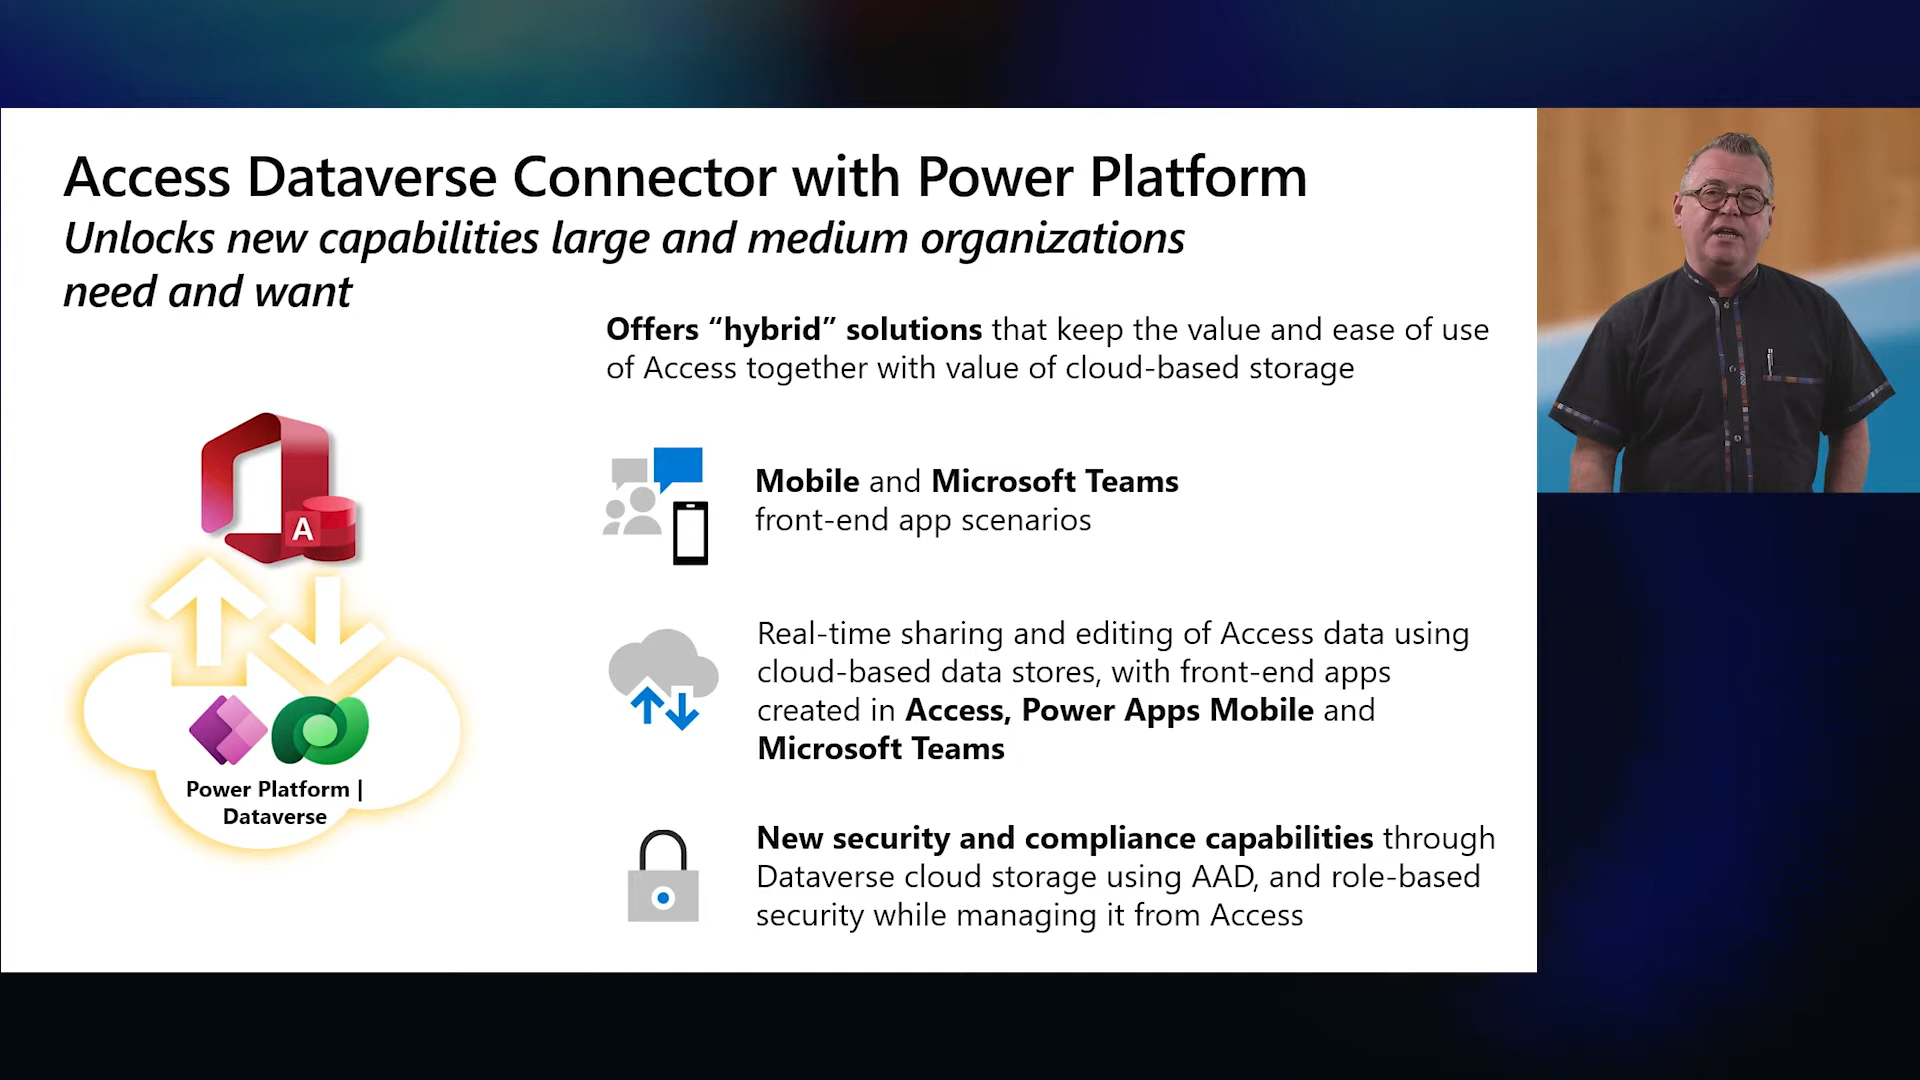 Access Dataverse Connector with Power Platform
Unlocks new capabilities large and medium organizations
need and want
Offers “hybrid” solutions that keep the value and ease of use
of Access together with value of cloud-based storage
A
Mobile and Microsoft Teams
front-end app scenarios
Real-time sharing and editing of Access data using
cloud-based data stores, with front-end apps
created in Access, Power Apps Mobile and
Microsoft Teams
Power Platform |
Dataverse
New security and compliance capabilities through
Dataverse cloud storage using AAD, and role-based
security while managing it from Access